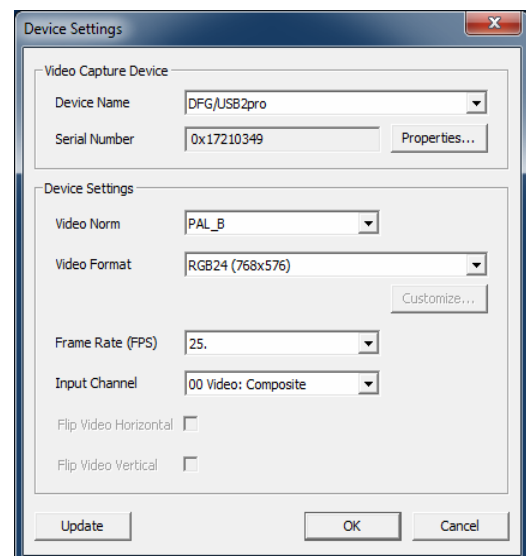 Device Settings
Video Capture Device
Device Name DFG/USB2pro
Serial Number 0x17210349 Properties...
Device Settings
Video Norm PAL_B
Video Format RGB24 (768x576)
Customize...
Frame Rate (FPS) 25.
Input Channel 00 Video: Composite
Flip Video Horizontal
Flip Video Vertical
Update OK Cancel